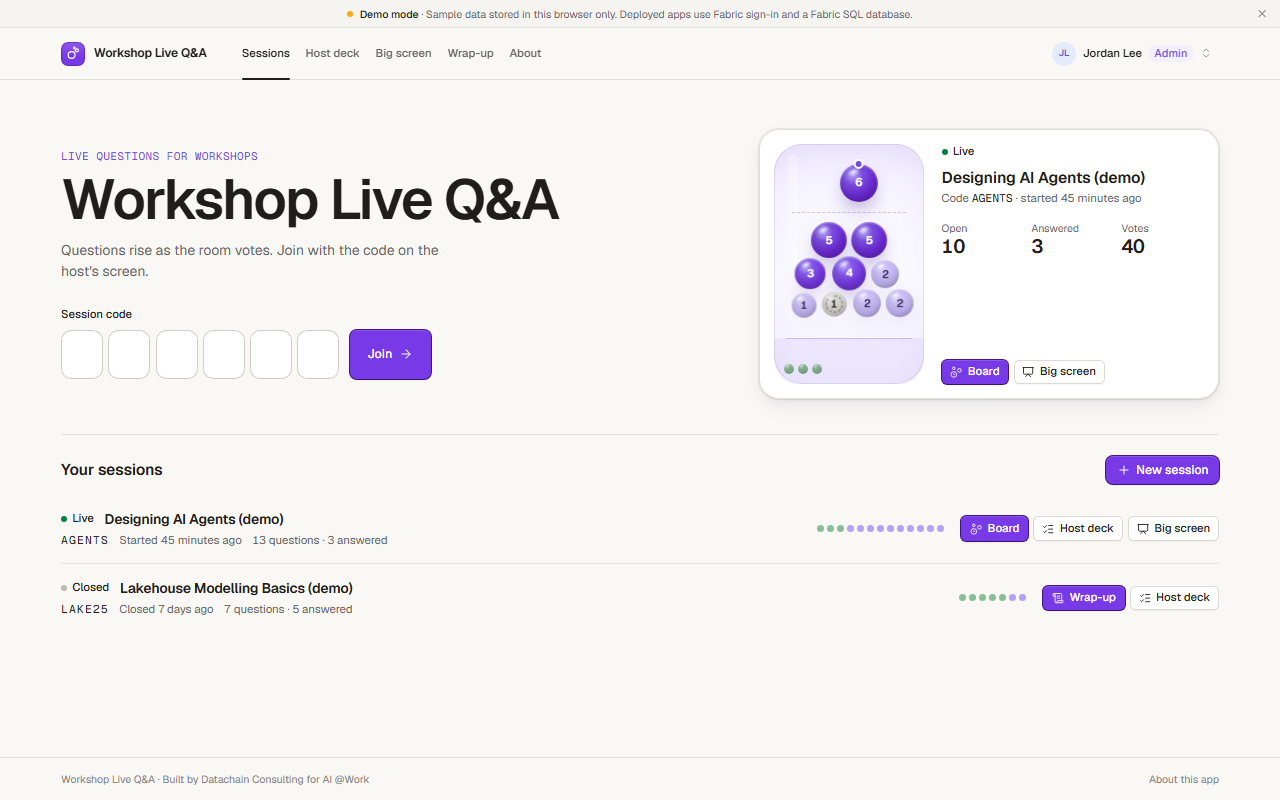 Demo mode · Sample data stored in this browser only. Deployed apps use Fabric sign-in and a Fabric SQL database.
Workshop Live Q&A
Sessions
Host deck
Big screen
Wrap-up
About
JL
Jordan Lee
Admin
LIVE QUESTIONS FOR WORKSHOPS
Workshop Live Q&A
Questions rise as the room votes. Join with the code on the
host's screen.
Session code
Join
6
5 5
3 4 2
1 1 2 2
Live
Designing AI Agents (demo)
Code AGENTS · started 45 minutes ago
Open Answered Votes
10 3 40
Board
Big screen
Your sessions
New session
Live Designing AI Agents (demo)
AGENTS Started 45 minutes ago 13 questions · 3 answered
Board
Host deck
Big screen
Closed Lakehouse Modelling Basics (demo)
LAKE25 Closed 7 days ago 7 questions · 5 answered
Wrap-up
Host deck
Workshop Live Q&A · Built by Datachain Consulting for AI @Work
About this app